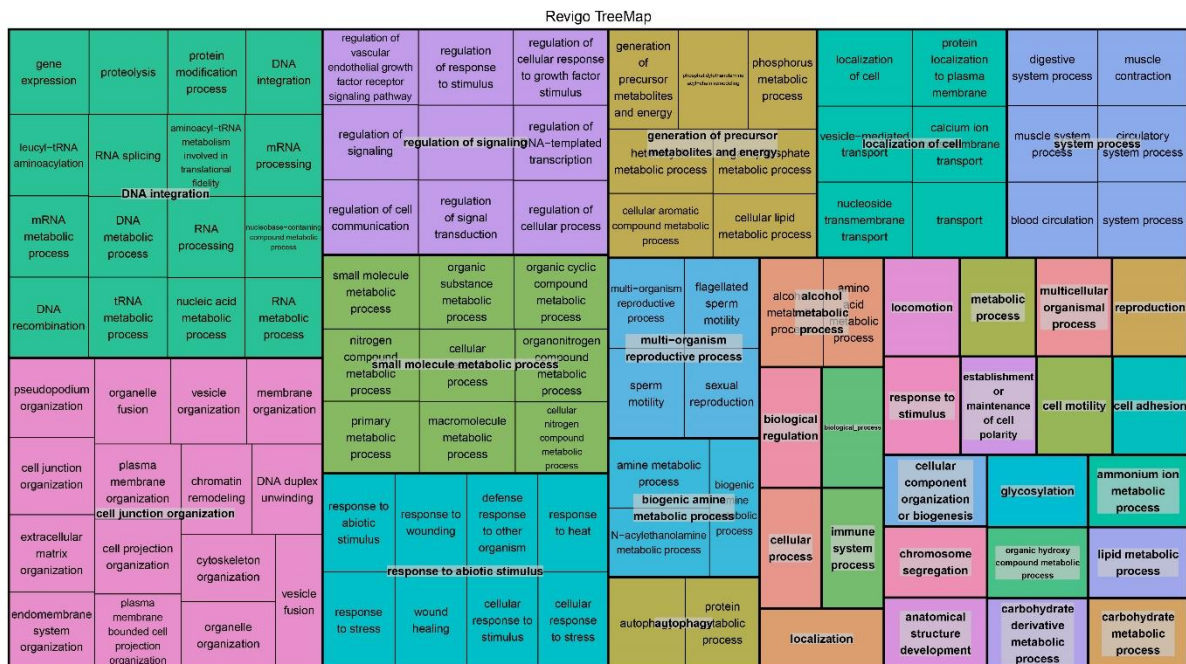 Revigo TreeMap
gene
expression
proteolysis
protein
modification
process
DNA
integration
leucyl−tRNA
aminoacylation
RNA splicing
aminoacyl−tRNA
metabolism
involved in
translational
fidelity
mRNA
processing
DNA integration
mRNA
metabolic
process
DNA
metabolic
process
RNA
processing
nucleobase−containing
compound metabolic
process
DNA
recombination
tRNA
metabolic
process
nucleic acid
metabolic
process
RNA
metabolic
process
pseudopodium
organization
organelle
fusion
vesicle
organization
membrane
organization
cell junction
organization
plasma
membrane
organization
chromatin
remodeling
DNA duplex
unwinding
cell junction organization
extracellular
matrix
organization
cell projection
organization
cytoskeleton
organization
vesicle
fusion
endomembrane
system
organization
plasma
membrane
bounded cell
projection
organization
organelle
organization
regulation of
vascular
endothelial growth
factor receptor
signaling pathway
regulation
of response
to stimulus
regulation of
cellular response
to growth factor
stimulus
regulation of
signaling
regulation of signaling
regulation of
DNA−templated
transcription
regulation of cell
communication
regulation
of signal
transduction
regulation of
cellular process
small molecule
metabolic
process
organic
substance
metabolic
process
organic cyclic
compound
metabolic
process
nitrogen
compound
metabolic
process
cellular
process
organonitrogen
compound
metabolic
process
small molecule metabolic process
primary
metabolic
process
macromolecule
metabolic
process
cellular
nitrogen
compound
metabolic
process
response to
abiotic
stimulus
response to
wounding
defense
response
to other
organism
response
to heat
response to abiotic stimulus
response
to stress
wound
healing
cellular
response to
stimulus
cellular
response to
stress
generation
of
precursor
metabolites
and energy
phosphorus
metabolic
process
generation of precursor
metabolites and energy
metabolic process
metabolic process
cellular aromatic
compound metabolic
process
cellular lipid
metabolic
process
localization
of cell
protein
localization
to plasma
membrane
vesicle−mediated
transport
calcium ion
transport
localization of cell
nucleoside
transmembrane
transport
transport
digestive
system process
muscle
contraction
muscle system
process
circulatory
system process
system process
blood circulation
system process
multi−organism
reproductive
process
flagellated
sperm
motility
multi−organism
reproductive process
sperm
motility
sexual
reproduction
amine metabolic
process
biogenic
amine
metabolic
process
biogenic amine
metabolic process
N−acylethanolamine
metabolic process
autophagy
autophagy
protein
metabolic
process
alcohol
metabolic
process
amino
acid
metabolic
process
alcohol
metabolic
process
biological
regulation
biological_process
cellular
process
immune
system
process
localization
locomotion
metabolic
process
multicellular
organismal
process
reproduction
response to
stimulus
establishment
or
maintenance
of cell
polarity
cell motility
cell adhesion
cellular
component
organization
or biogenesis
glycosylation
ammonium ion
metabolic
process
chromosome
segregation
organic hydroxy
compound metabolic
process
lipid metabolic
process
anatomical
structure
development
carbohydrate
derivative
metabolic
process
carbohydrate
metabolic
process